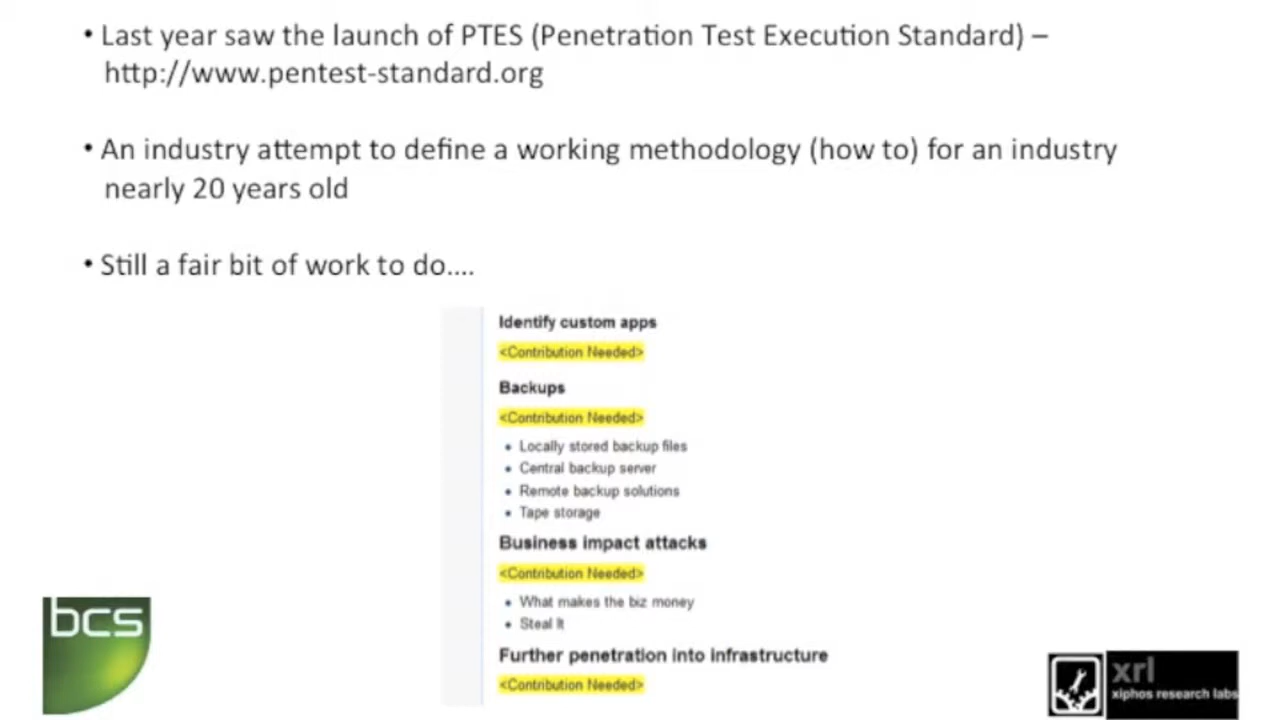 • Last year saw the launch of PTES (Penetration Test Execution Standard) –
http://www.pentest-standard.org
• An industry attempt to define a working methodology (how to) for an industry
nearly 20 years old
• Still a fair bit of work to do....
Identify custom apps
<Contribution Needed>
Backups
<Contribution Needed>
• Locally stored backup files
• Central backup server
• Remote backup solutions
• Tape storage
Business impact attacks
<Contribution Needed>
• What makes the biz money
• Steal It
Further penetration into infrastructure
<Contribution Needed>
bcs
xrl
xiphos research labs